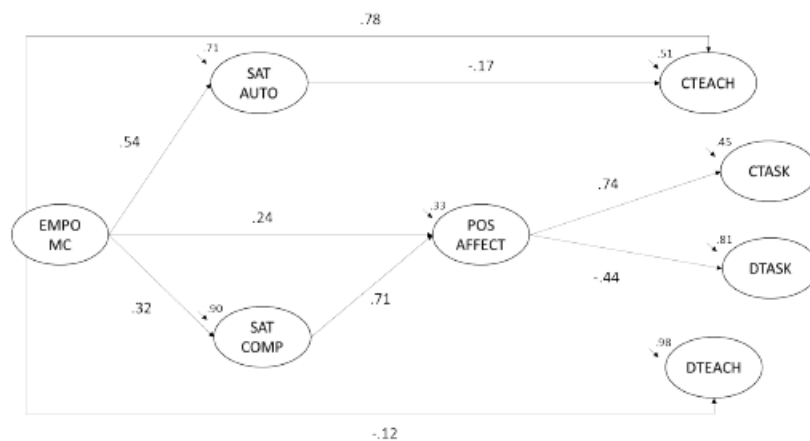 .78
.71
SAT
AUTO
-.17
.51
CTEACH
.54
.45
CTASK
.74
EMPO
MC
.24
.33
POS
AFFECT
.81
DTASK
-.44
.32
.90
SAT
COMP
.71
.98
DTEACH
-.12